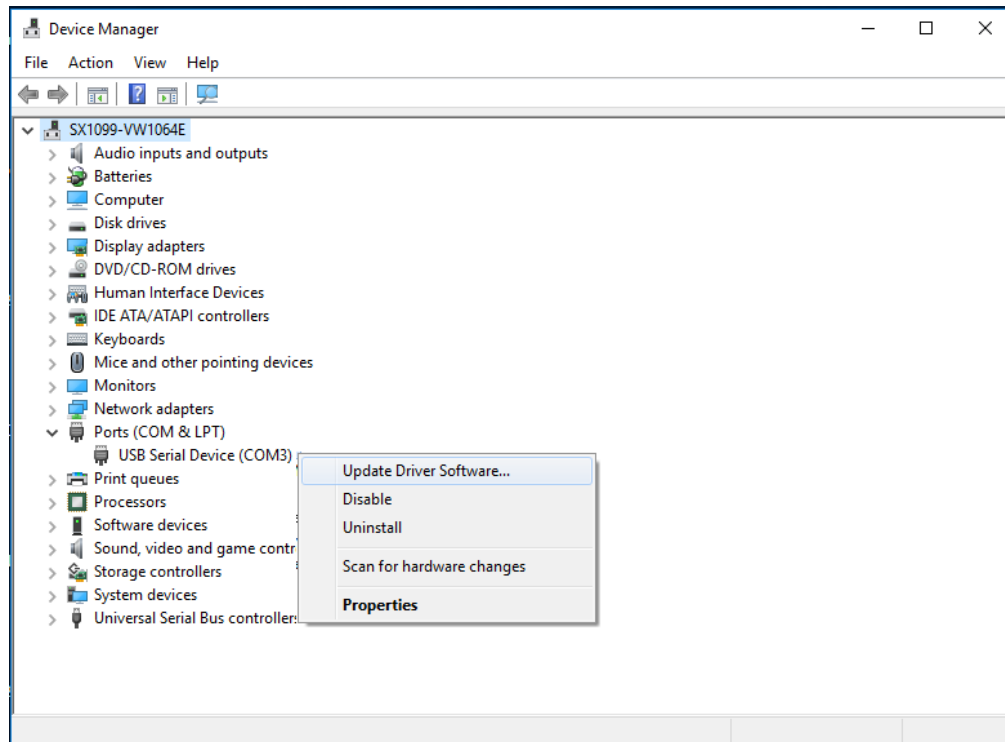 Device Manager
File Action View Help
SX1099-VW1064E
Audio inputs and outputs
Batteries
Computer
Disk drives
Display adapters
DVD/CD-ROM drives
Human Interface Devices
IDE ATA/ATAPI controllers
Keyboards
Mice and other pointing devices
Monitors
Network adapters
Ports (COM & LPT)
USB Serial Device (COM3)
Print queues
Processors
Software devices
Sound, video and game contr
Storage controllers
System devices
Universal Serial Bus controllers
Update Driver Software...
Disable
Uninstall
Scan for hardware changes
Properties